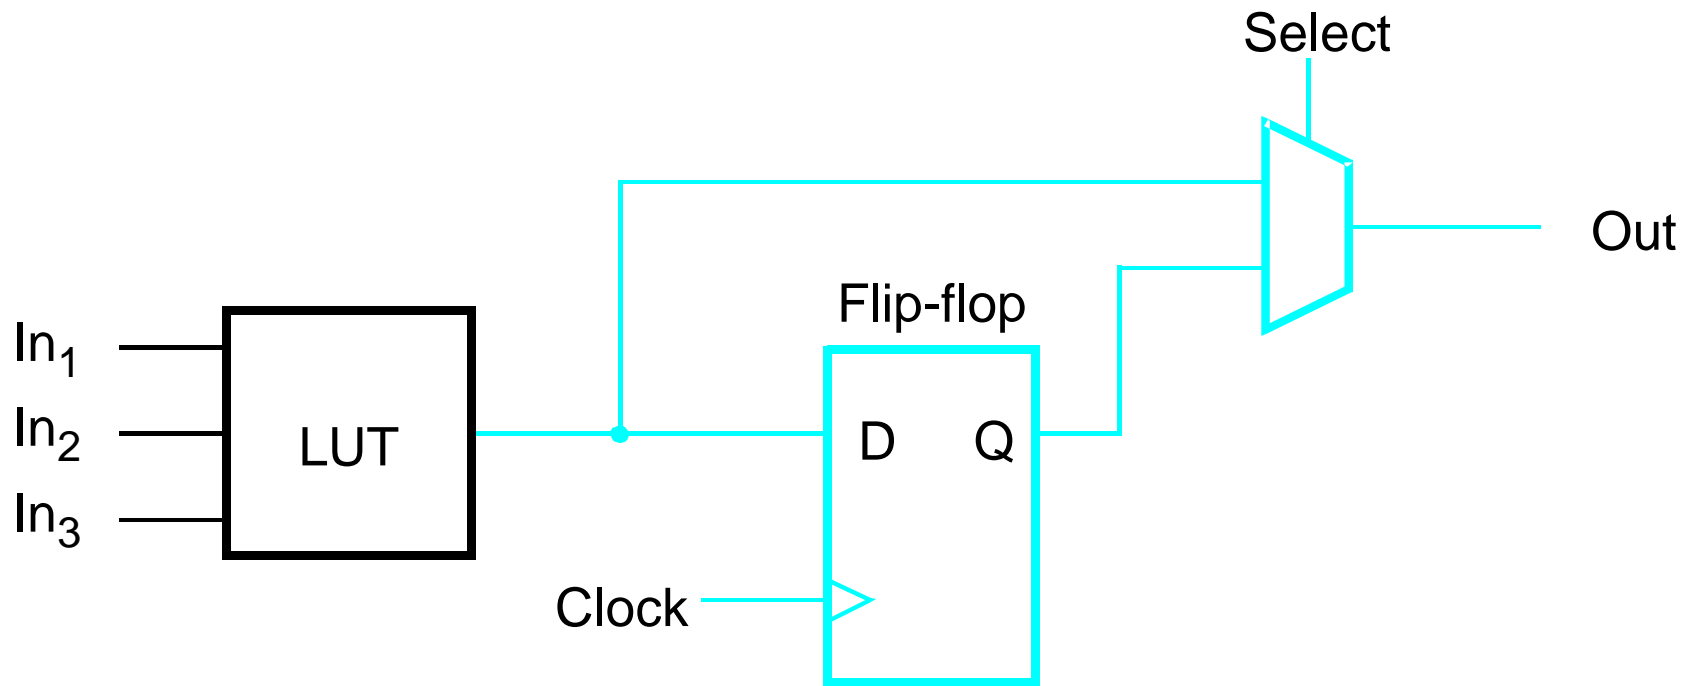 Select
Out
Flip-flop
In1
In2
In3
LUT
D Q
Clock